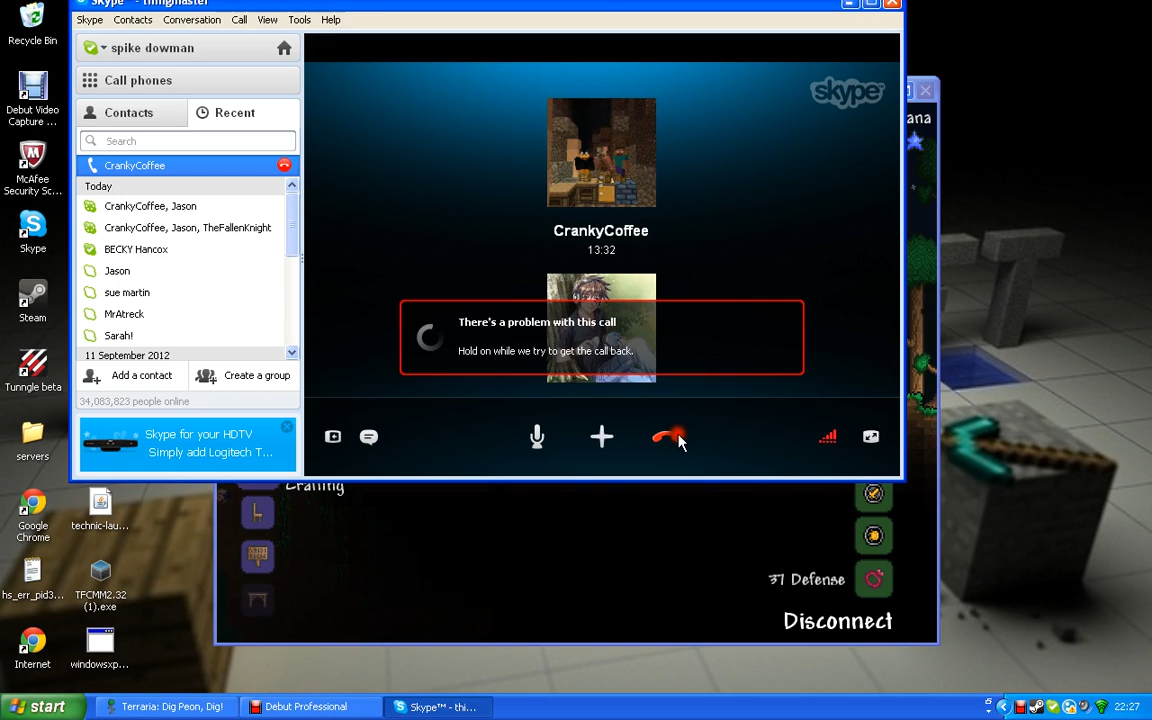 Skype™ - thingmaster
Skype Contacts Conversation Call View Tools Help
spike dowman
Call phones
Contacts
Recent
Search
CrankyCoffee
Today
CrankyCoffee, Jason
CrankyCoffee, Jason, TheFallenKnight
BECKY Hancox
Jason
sue martin
MrAtreck
Sarah!
11 September 2012
Add a contact
Create a group
34,083,823 people online
Skype for your HDTV
Simply add Logitech T...
skype
CrankyCoffee
13:32
There's a problem with this call
Hold on while we try to get the call back.
Recycle Bin
Debut Video
Capture ...
McAfee
Security Sc...
Skype
Steam
Tunngle beta
servers
Google
Chrome
technic-lau...
hs_err_pid3...
TFCMM2.32
(1).exe
Internet
windowsxp...
ana
Crafting
37 Defense
Disconnect
start
Terraria: Dig Peon, Dig!
Debut Professional
Skype™ - thi...
22:27